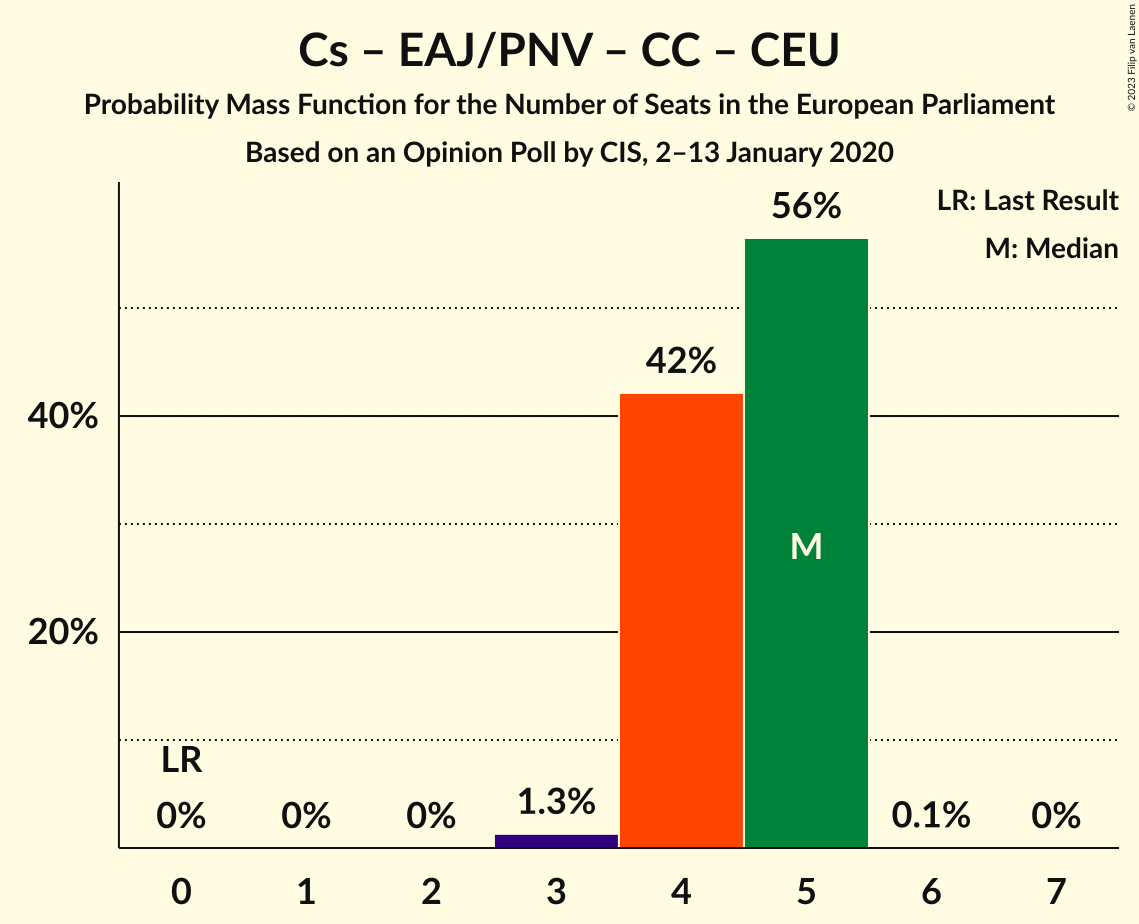 Cs – EAJ/PNV – CC – CEU
Probability Mass Function for the Number of Seats in the European Parliament
Based on an Opinion Poll by CIS, 2–13 January 2020
© 2023 Filip van Laenen
LR: Last Result
M: Median
56%
42%
40%
M
20%
LR
0% 0% 0% 1.3% 0.1% 0%
0 1 2 3 4 5 6 7